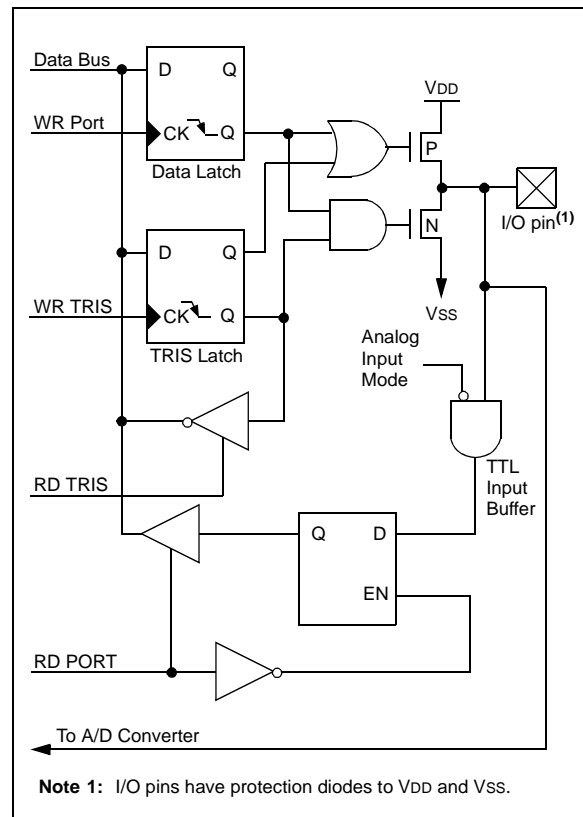 Data Bus
D Q
VDD
WR Port
CK Q
P
Data Latch
N
I/O pin(1)
D Q
WR TRIS
CK Q
VSS
TRIS Latch
Analog
Input
Mode
RD TRIS
TTL
Input
Buffer
Q D
EN
RD PORT
To A/D Converter
Note 1: I/O pins have protection diodes to VDD and VSS.